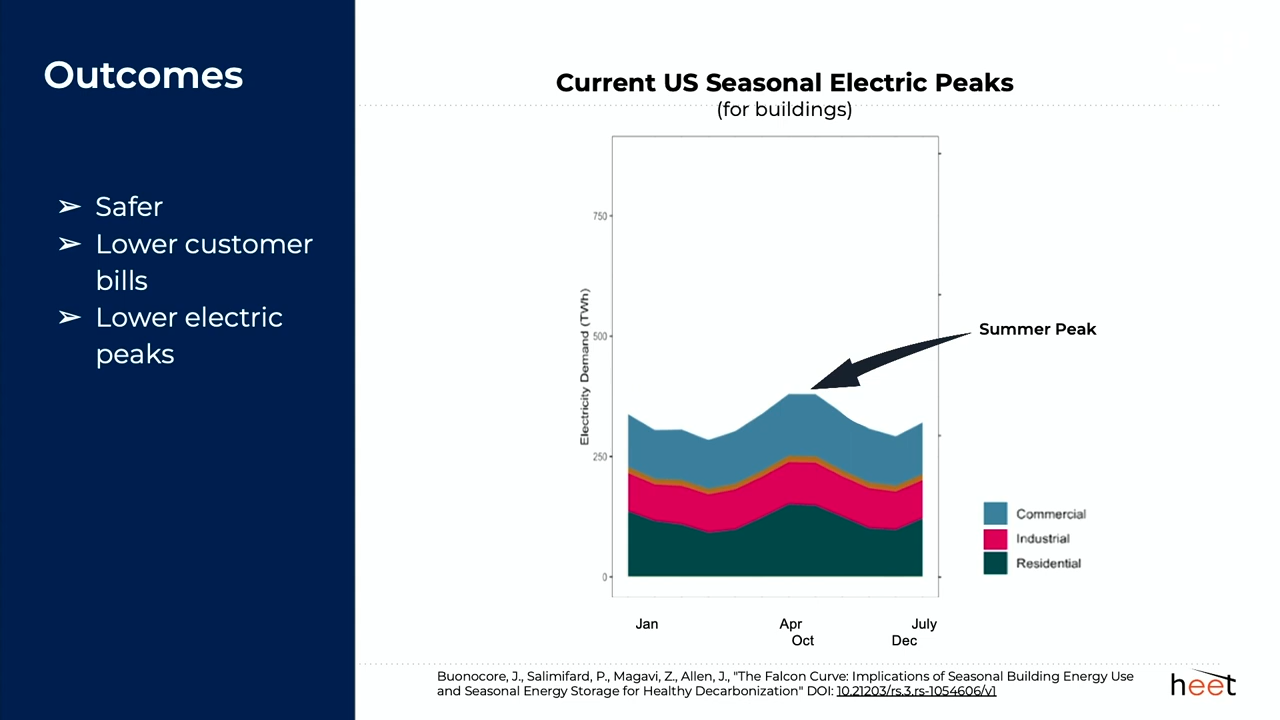 Outcomes
➢ Safer
➢ Lower customer
bills
➢ Lower electric
peaks
Current US Seasonal Electric Peaks
(for buildings)
Electricity Demand (TWh)
750
500
250
0
Summer Peak
Commercial
Industrial
Residential
Jan Apr July
Oct Dec
Buonocore, J., Salimifard, P., Magavi, Z., Allen, J., "The Falcon Curve: Implications of Seasonal Building Energy Use
and Seasonal Energy Storage for Healthy Decarbonization" DOI: 10.21203/rs.3.rs-1054606/v1
heet